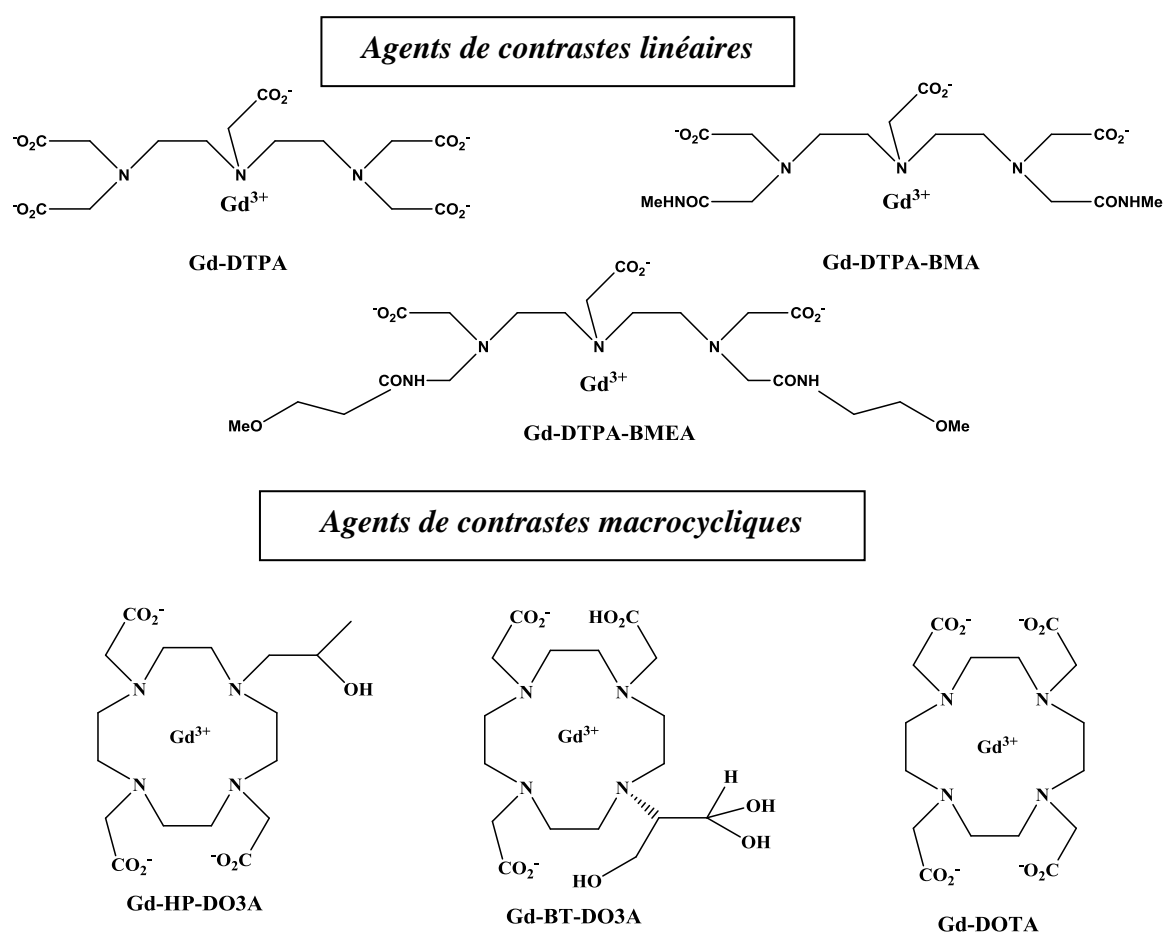 Agents de contrastes linéaires
CO₂⁻
⁻O₂C
CO₂⁻
N
N
N
⁻O₂C
Gd³⁺
CO₂⁻
Gd-DTPA
CO₂⁻
⁻O₂C
CO₂⁻
N
N
N
MeHNOC
Gd³⁺
CONHMe
Gd-DTPA-BMA
CO₂⁻
⁻O₂C
CO₂⁻
N
N
N
CONH
Gd³⁺
CONH
MeO
OMe
Gd-DTPA-BMEA
Agents de contrastes macrocycliques
CO₂⁻
N
N
OH
Gd³⁺
N
N
CO₂⁻
⁻O₂C
Gd-HP-DO3A
CO₂⁻
HO₂C
N
N
Gd³⁺
N
N
H
OH
OH
CO₂⁻
HO
Gd-BT-DO3A
CO₂⁻
⁻O₂C
N
N
Gd³⁺
N
N
CO₂⁻
⁻O₂C
Gd-DOTA